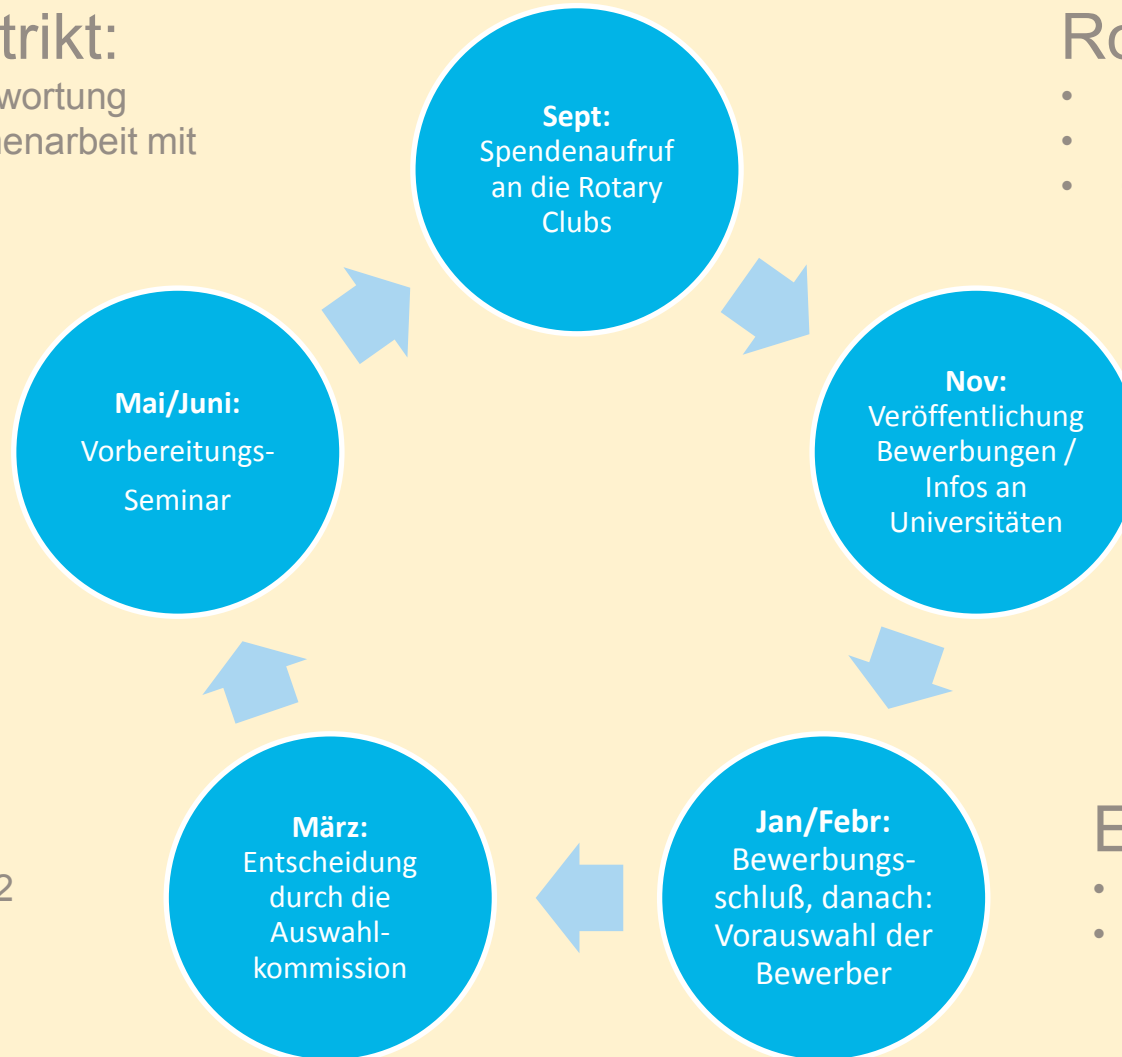 trikt:
wortung
enarbeit mit
Ro
•
•
•
Sept:
Spendenaufruf
an die Rotary
Clubs
Nov:
Veröffentlichung
Bewerbungen /
Infos an
Universitäten
Jan/Febr:
Bewerbungs-
schluß, danach:
Vorauswahl der
Bewerber
März:
Entscheidung
durch die
Auswahl-
kommission
Mai/Juni:
Vorbereitungs-
Seminar
2
E
•
•